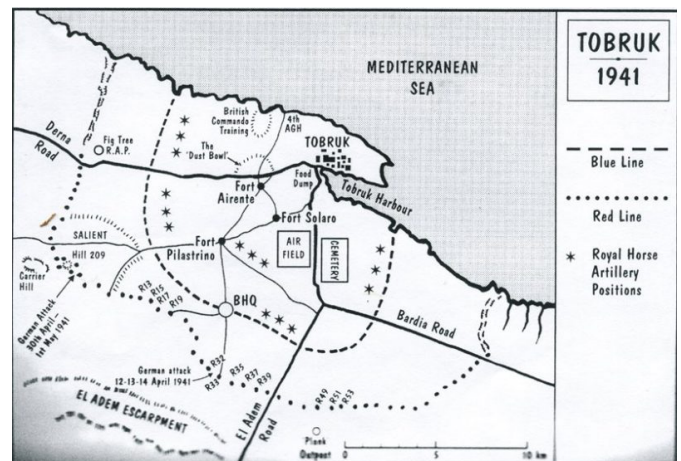 TOBRUK
1941
MEDITERRANEAN
SEA
British
Commando
Training
4th
AGH
TOBRUK
Derna
Road
Fig Tree
R.A.P.
The
'Dust Bowl'
Food
Dump
Tobruk Harbour
Fort
Airente
Fort Solaro
SALIENT
Hill 209
Fort
Pilastrino
AIR
FIELD
CEMETERY
Carrier
Hill
German Attack
30th April
1st May 1941
R13
R15
R17
R19
BHQ
Bardia Road
German attack
12-13-14 April 1941
R32
R33
R35
R37
R39
R49
R51
R53
EL ADEM ESCARPMENT
El Adem
Road
'Plonk'
Outpost
0
5
10 km
Blue Line
Red Line
Royal Horse
Artillery
Positions